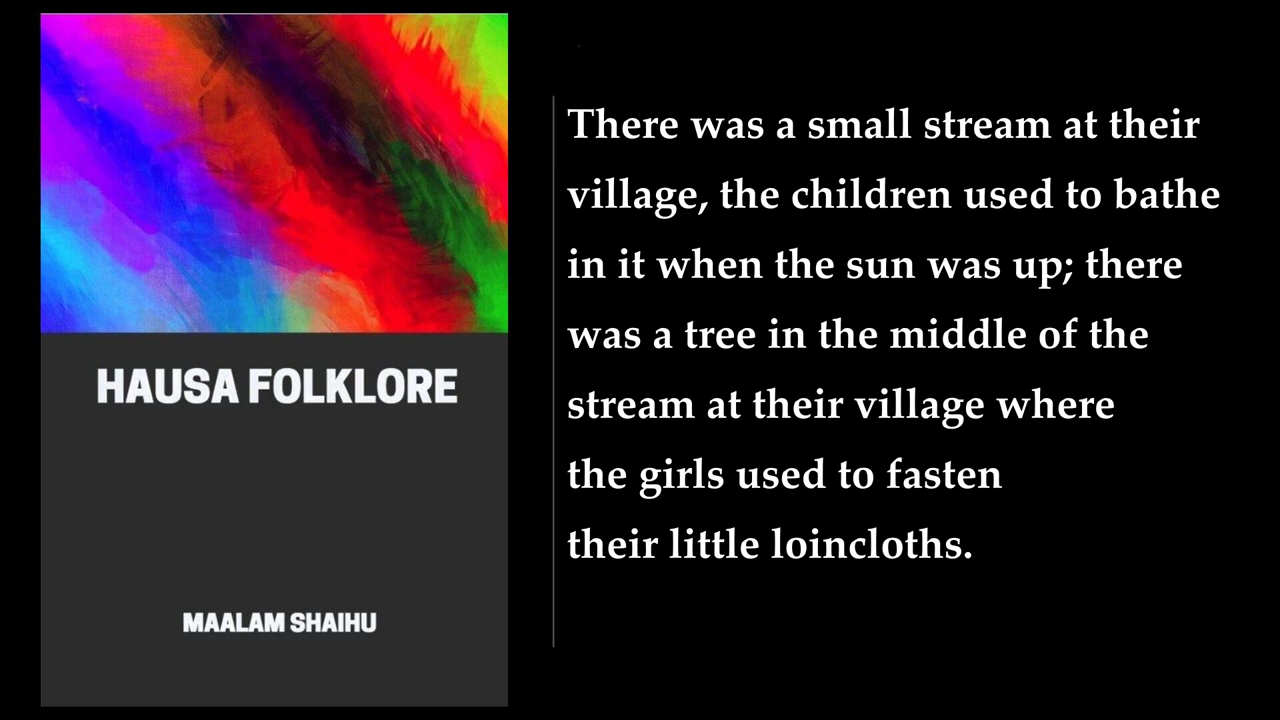 HAUSA FOLKLORE
MAALAM SHAIHU
There was a small stream at their
village, the children used to bathe
in it when the sun was up; there
was a tree in the middle of the
stream at their village where
the girls used to fasten
their little loincloths.